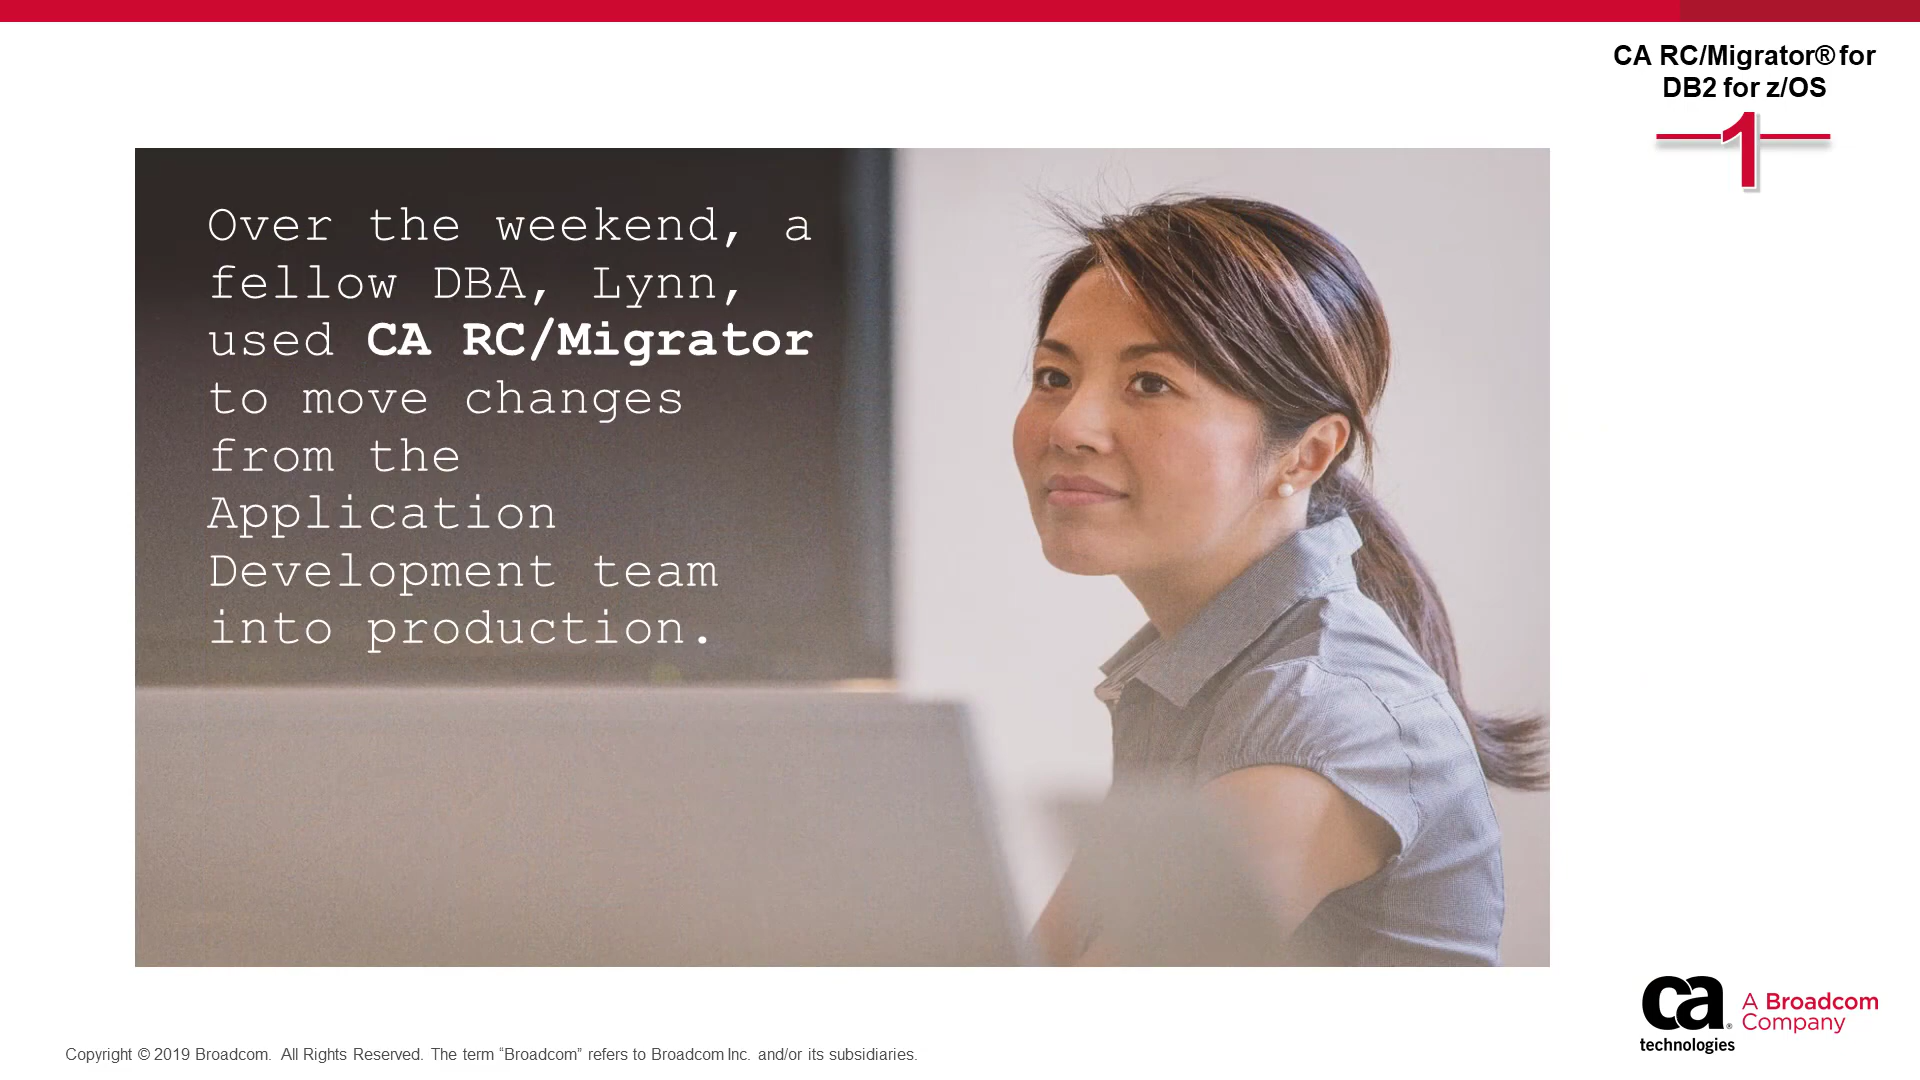 CA RC/Migrator® for
DB2 for z/OS
1
Over the weekend, a
fellow DBA, Lynn,
used CA RC/Migrator
to move changes
from the
Application
Development team
into production.
ca®
technologies
A Broadcom
Company
Copyright © 2019 Broadcom. All Rights Reserved. The term “Broadcom” refers to Broadcom Inc. and/or its subsidiaries.